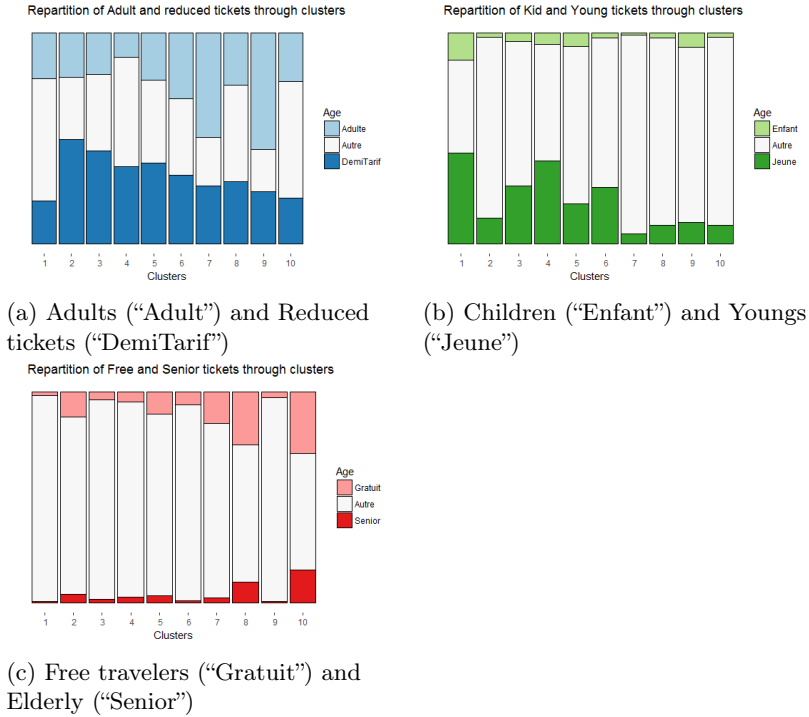 Repartition of Adult and reduced tickets through clusters
Age
Adulte
Autre
DemiTarif
1 2 3 4 5 6 7 8 9 10
Clusters
(a) Adults (“Adult”) and Reduced
tickets (“DemiTarif”)
Repartition of Kid and Young tickets through clusters
Age
Enfant
Autre
Jeune
1 2 3 4 5 6 7 8 9 10
Clusters
(b) Children (“Enfant”) and Youngs
(“Jeune”)
Repartition of Free and Senior tickets through clusters
Age
Gratuit
Autre
Senior
1 2 3 4 5 6 7 8 9 10
Clusters
(c) Free travelers (“Gratuit”) and
Elderly (“Senior”)